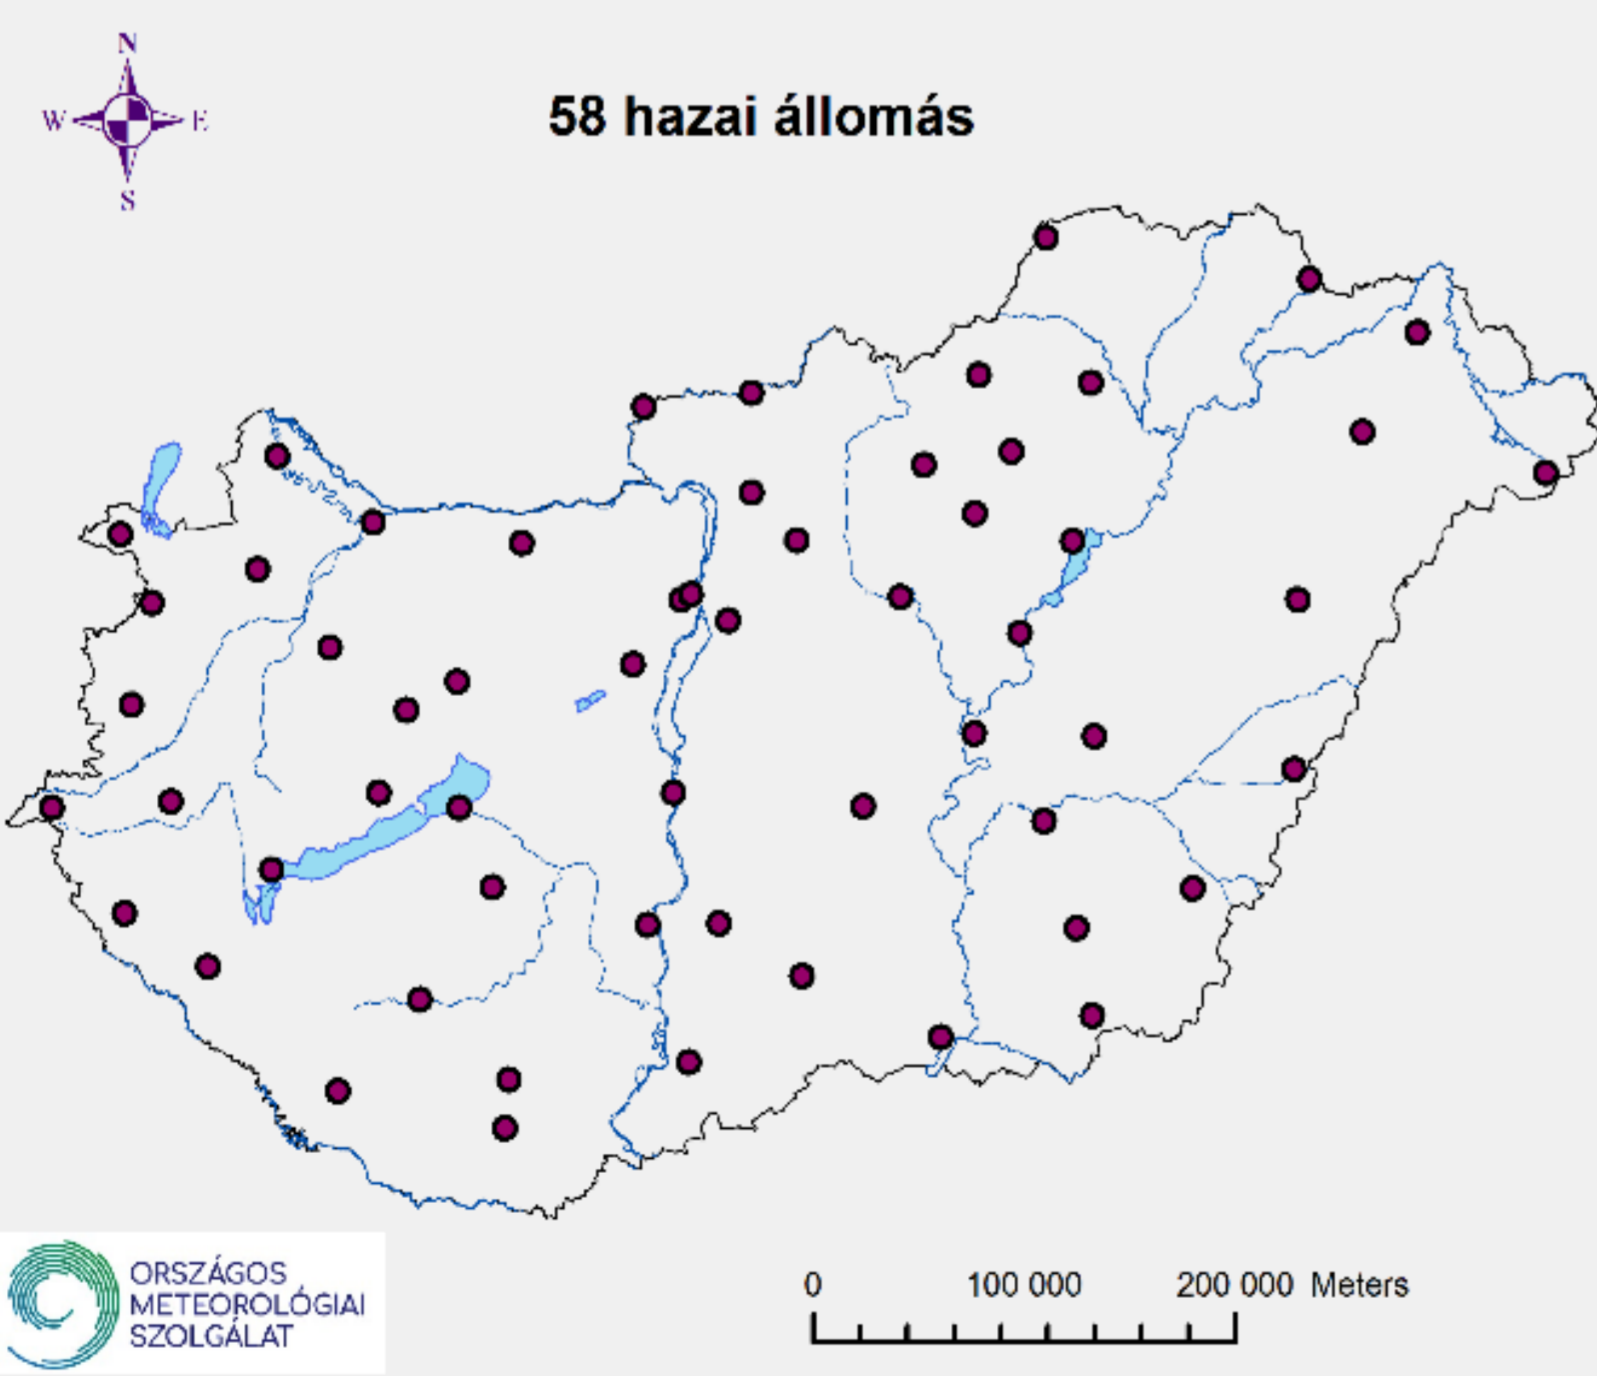 N
W E
S
58 hazai állomás
0 100 000 200 000 Meters
ORSZÁGOS
METEOROLÓGIAI
SZOLGÁLAT